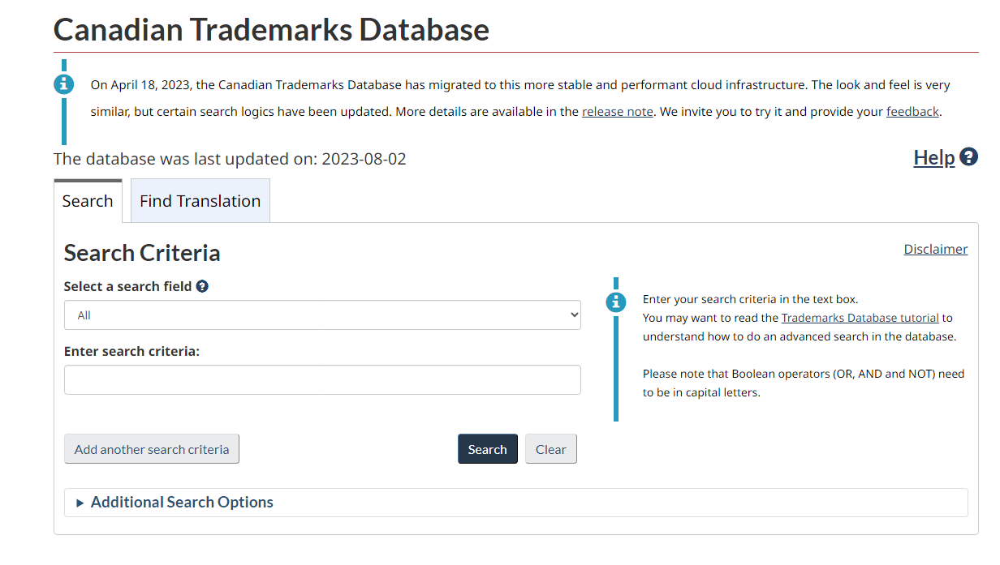 Canadian Trademarks Database
On April 18, 2023, the Canadian Trademarks Database has migrated to this more stable and performant cloud infrastructure. The look and feel is very
similar, but certain search logics have been updated. More details are available in the release note. We invite you to try it and provide your feedback.
The database was last updated on: 2023-08-02
Help
Search
Find Translation
Search Criteria
Disclaimer
Select a search field
All
Enter search criteria:
Enter your search criteria in the text box.
You may want to read the Trademarks Database tutorial to
understand how to do an advanced search in the database.
Please note that Boolean operators (OR, AND and NOT) need
to be in capital letters.
Add another search criteria
Search
Clear
Additional Search Options